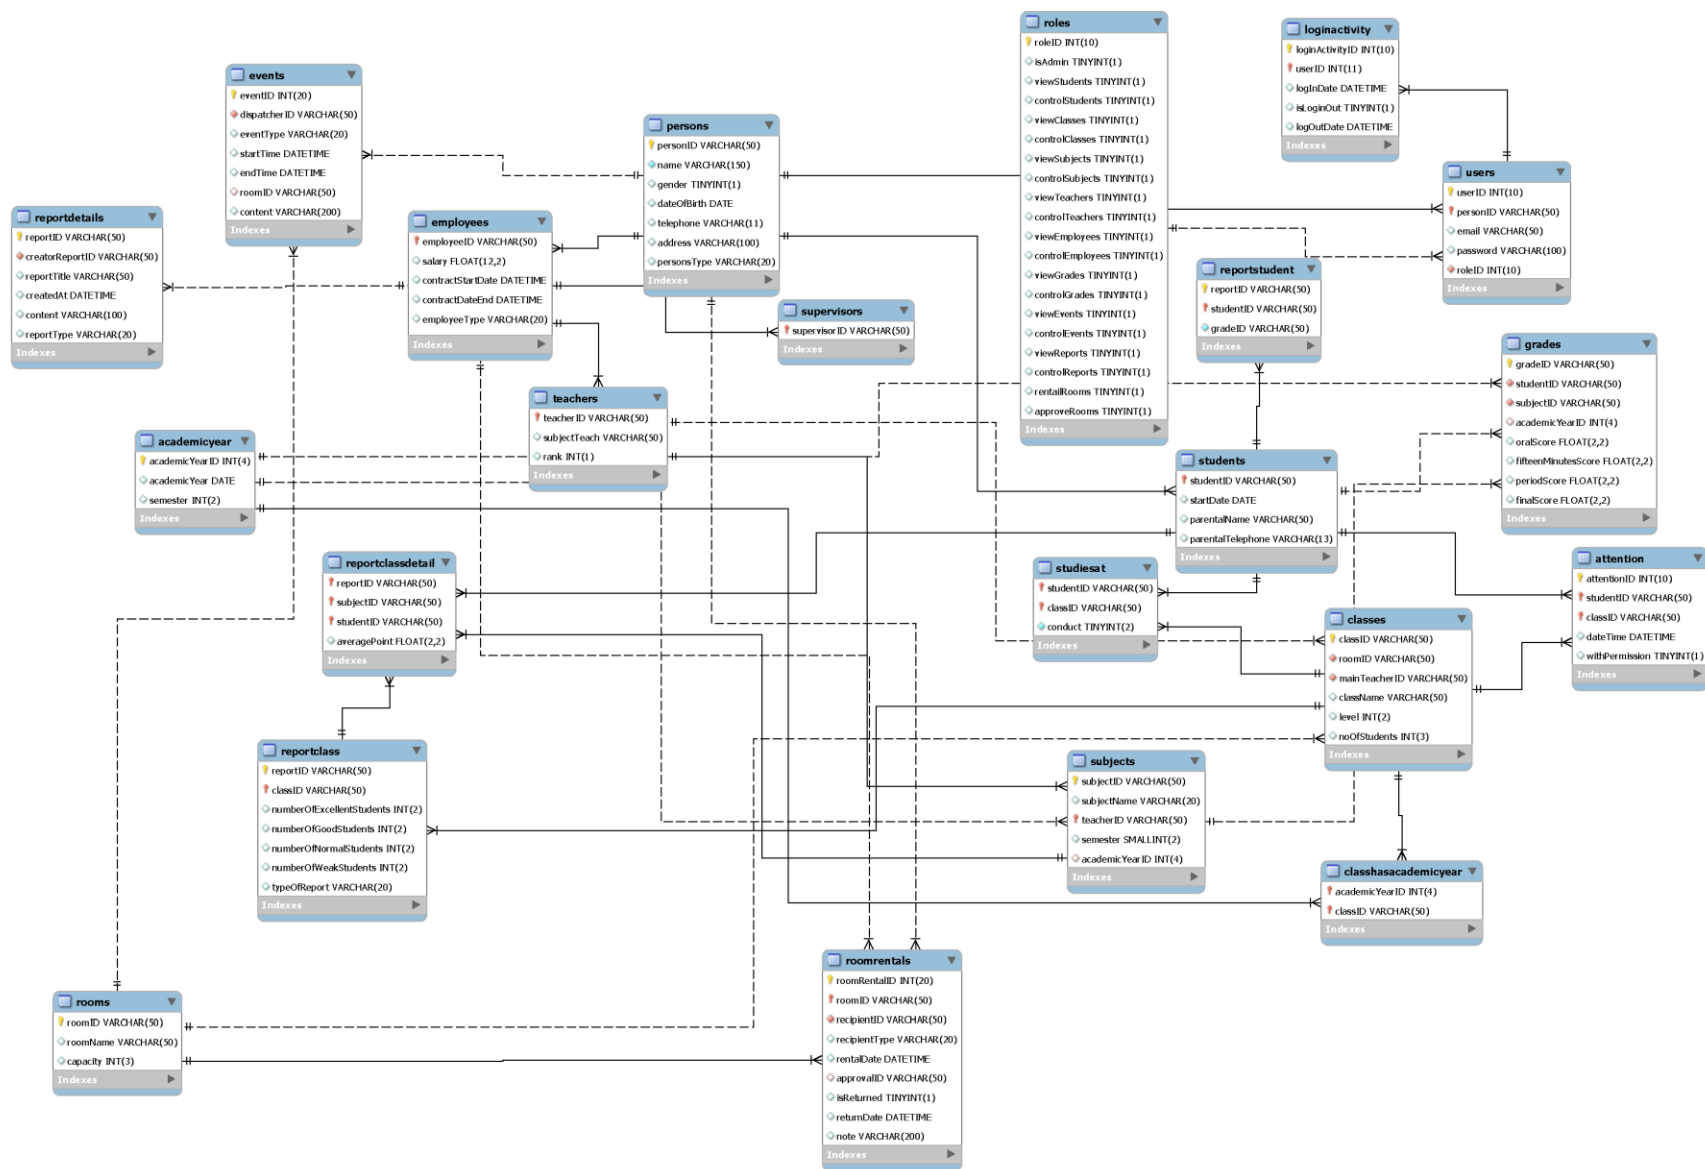 roles
roleID INT(10)
isAdmin TINYINT(1)
viewStudents TINYINT(1)
controlStudents TINYINT(1)
viewClasses TINYINT(1)
controlClasses TINYINT(1)
viewSubjects TINYINT(1)
controlSubjects TINYINT(1)
viewTeachers TINYINT(1)
controlTeachers TINYINT(1)
viewEmployees TINYINT(1)
controlEmployees TINYINT(1)
viewGrades TINYINT(1)
controlGrades TINYINT(1)
viewEvents TINYINT(1)
controlEvents TINYINT(1)
viewReports TINYINT(1)
controlReports TINYINT(1)
rentailRooms TINYINT(1)
approveRooms TINYINT(1)
Indexes
loginactivity
loginActivityID INT(10)
userID INT(11)
logInDate DATETIME
isLoginOut TINYINT(1)
logOutDate DATETIME
Indexes
events
eventID INT(20)
dispatcherID VARCHAR(50)
eventType VARCHAR(20)
startTime DATETIME
endTime DATETIME
roomID VARCHAR(50)
content VARCHAR(200)
Indexes
persons
personID VARCHAR(50)
name VARCHAR(150)
gender TINYINT(1)
dateOfBirth DATE
telephone VARCHAR(11)
address VARCHAR(100)
personsType VARCHAR(20)
Indexes
users
userID INT(10)
personID VARCHAR(50)
email VARCHAR(50)
password VARCHAR(100)
roleID INT(10)
Indexes
reportdetails
reportID VARCHAR(50)
creatorReportID VARCHAR(50)
reportTitle VARCHAR(50)
createdAt DATETIME
content VARCHAR(100)
reportType VARCHAR(20)
Indexes
employees
employeeID VARCHAR(50)
salary FLOAT(12,2)
contractStartDate DATETIME
contractDateEnd DATETIME
employeeType VARCHAR(20)
Indexes
reportstudent
reportID VARCHAR(50)
studentID VARCHAR(50)
gradeID VARCHAR(50)
Indexes
supervisors
supervisorID VARCHAR(50)
Indexes
grades
gradeID VARCHAR(50)
studentID VARCHAR(50)
subjectID VARCHAR(50)
academicYearID INT(4)
oralScore FLOAT(2,2)
fifteenMinutesScore FLOAT(2,2)
periodScore FLOAT(2,2)
finalScore FLOAT(2,2)
Indexes
teachers
teacherID VARCHAR(50)
subjectTeach VARCHAR(50)
rank INT(1)
Indexes
academicyear
academicYearID INT(4)
academicYear DATE
semester INT(2)
Indexes
students
studentID VARCHAR(50)
startDate DATE
parentalName VARCHAR(50)
parentalTelephone VARCHAR(13)
Indexes
reportclassdetail
reportID VARCHAR(50)
subjectID VARCHAR(50)
studentID VARCHAR(50)
averagePoint FLOAT(2,2)
Indexes
studiesat
studentID VARCHAR(50)
classID VARCHAR(50)
conduct TINYINT(2)
Indexes
attention
attentionID INT(10)
studentID VARCHAR(50)
classID VARCHAR(50)
dateTime DATETIME
withPermission TINYINT(1)
Indexes
classes
classID VARCHAR(50)
roomID VARCHAR(50)
mainTeacherID VARCHAR(50)
className VARCHAR(50)
level INT(2)
noOfStudents INT(3)
Indexes
reportclass
reportID VARCHAR(50)
classID VARCHAR(50)
numberOfExcellentStudents INT(2)
numberOfGoodStudents INT(2)
numberOfNormalStudents INT(2)
numberOfWeakStudents INT(2)
typeOfReport VARCHAR(20)
Indexes
subjects
subjectID VARCHAR(50)
subjectName VARCHAR(20)
teacherID VARCHAR(50)
semester SMALLINT(2)
academicYearID INT(4)
Indexes
classhasacademicyear
academicYearID INT(4)
classID VARCHAR(50)
Indexes
roomrentals
roomRentalID INT(20)
roomID VARCHAR(50)
recipientID VARCHAR(50)
recipientType VARCHAR(20)
rentalDate DATETIME
approvalID VARCHAR(50)
isReturned TINYINT(1)
returnDate DATETIME
note VARCHAR(200)
Indexes
rooms
roomID VARCHAR(50)
roomName VARCHAR(50)
capacity INT(3)
Indexes